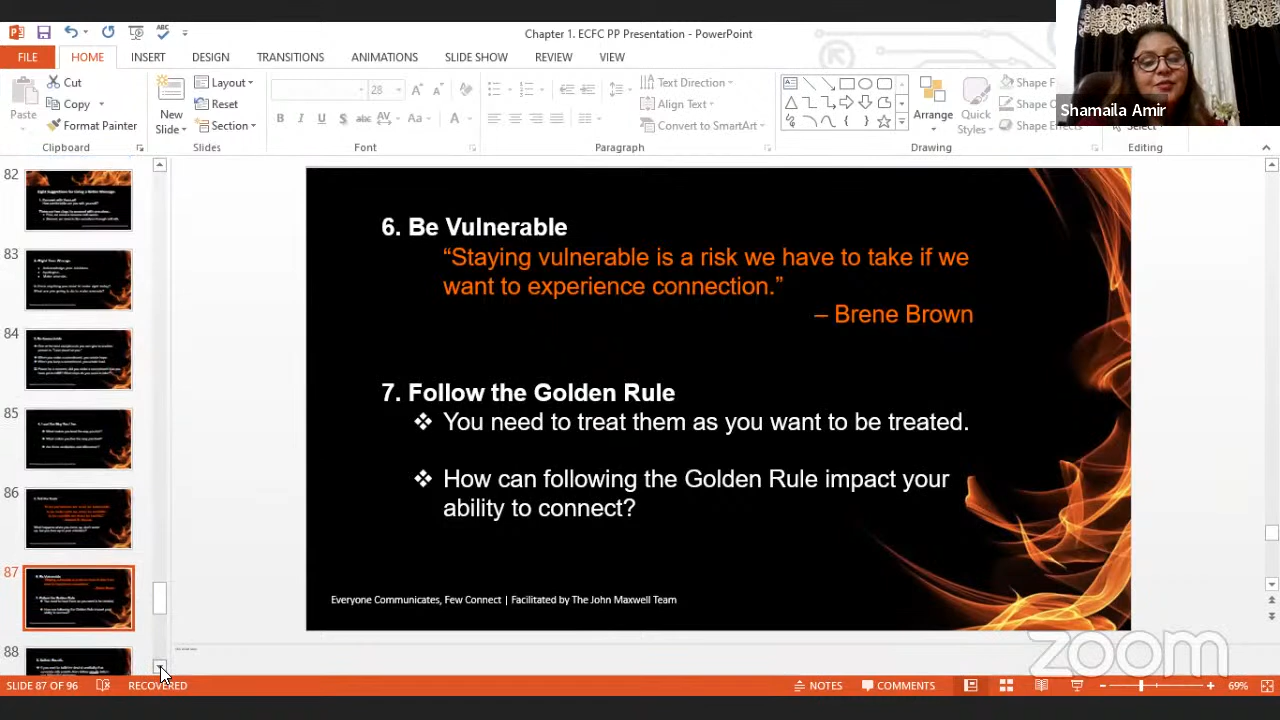 Chapter 1. ECFC PP Presentation - PowerPoint
FILE HOME INSERT DESIGN TRANSITIONS ANIMATIONS SLIDE SHOW REVIEW VIEW
Shamaila Amir
Cut
Copy
Format Painter
Paste
Clipboard
New
Slide
Layout
Reset
Section
Slides
28
Font
Text Direction
Align Text
Convert to SmartArt
Paragraph
Arrange
Quick
Styles
Shape F
Shape O
Shape Effects
Drawing
Select
Editing
82
83
84
85
86
87
88
6. Be Vulnerable
“Staying vulnerable is a risk we have to take if we
want to experience connection.”
– Brene Brown
7. Follow the Golden Rule
❖ You need to treat them as you want to be treated.
❖ How can following the Golden Rule impact your
ability to connect?
Everyone Communicates, Few Connect | Facilitated by The John Maxwell Team
zoom
SLIDE 87 OF 96 RECOVERED NOTES COMMENTS 69%